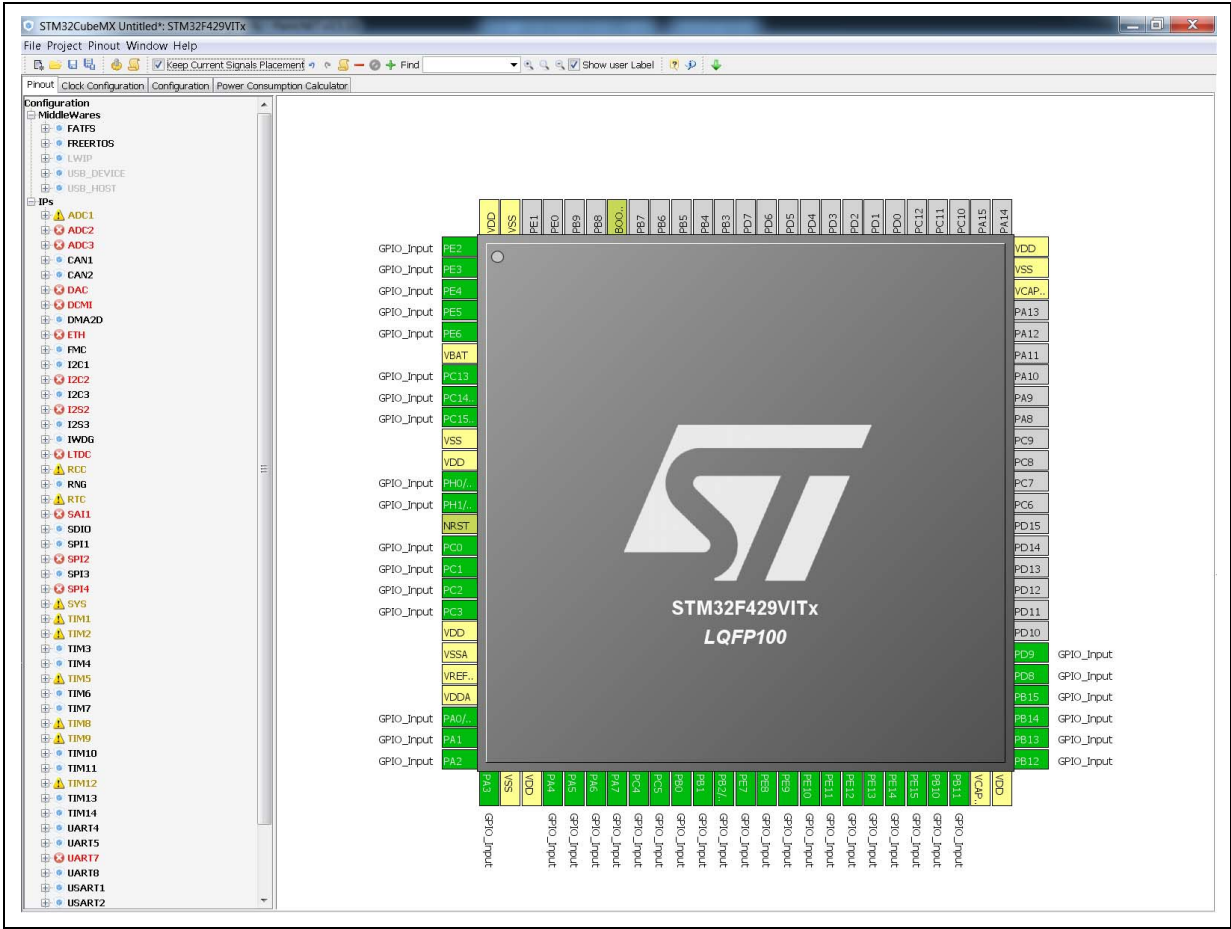 STM32CubeMX Untitled*: STM32F429VITx
File Project Pinout Window Help
Keep Current Signals Placement Find Show user Label
Pinout Clock Configuration Configuration Power Consumption Calculator
Configuration
MiddleWares
FATFS
FREERTOS
LWIP
USB_DEVICE
USB_HOST
IPs
ADC1
ADC2
ADC3
CAN1
CAN2
DAC
DCMI
DMA2D
ETH
FMC
I2C1
I2C2
I2C3
I2S2
I2S3
IWDG
LTDC
RCC
RNG
RTC
SAI1
SDIO
SPI1
SPI2
SPI3
SPI4
SYS
TIM1
TIM2
TIM3
TIM4
TIM5
TIM6
TIM7
TIM8
TIM9
TIM10
TIM11
TIM12
TIM13
TIM14
UART4
UART5
UART7
UART8
USART1
USART2
VDD VSS PE1 PE0 PB9 PB8 BOO.. PB7 PB6 PB5 PB4 PB3 PD7 PD6 PD5 PD4 PD3 PD2 PD1 PD0 PC12 PC11 PC10 PA15 PA14
GPIO_Input PE2 VDD
GPIO_Input PE3 VSS
GPIO_Input PE4 VCAP..
GPIO_Input PE5 PA13
GPIO_Input PE6 PA12
VBAT PA11
GPIO_Input PC13 PA10
GPIO_Input PC14.. PA9
GPIO_Input PC15.. PA8
VSS PC9
VDD PC8
GPIO_Input PH0/.. PC7
GPIO_Input PH1/.. PC6
NRST PD15
GPIO_Input PC0 PD14
GPIO_Input PC1 PD13
GPIO_Input PC2 PD12
GPIO_Input PC3 PD11
VDD PD10
VSSA PD9 GPIO_Input
VREF.. PD8 GPIO_Input
VDDA PB15 GPIO_Input
GPIO_Input PA0/.. PB14 GPIO_Input
GPIO_Input PA1 PB13 GPIO_Input
GPIO_Input PA2 PB12 GPIO_Input
ST
STM32F429VITx
LQFP100
PA3 VSS VDD PA4 PA5 PA6 PA7 PC4 PC5 PB0 PB1 PB2/.. PE7 PE8 PE9 PE10 PE11 PE12 PE13 PE14 PE15 PB10 PB11 VCAP.. VDD
GPIO_Input GPIO_Input GPIO_Input GPIO_Input GPIO_Input GPIO_Input GPIO_Input GPIO_Input GPIO_Input GPIO_Input GPIO_Input GPIO_Input GPIO_Input GPIO_Input GPIO_Input GPIO_Input GPIO_Input GPIO_Input GPIO_Input GPIO_Input GPIO_Input